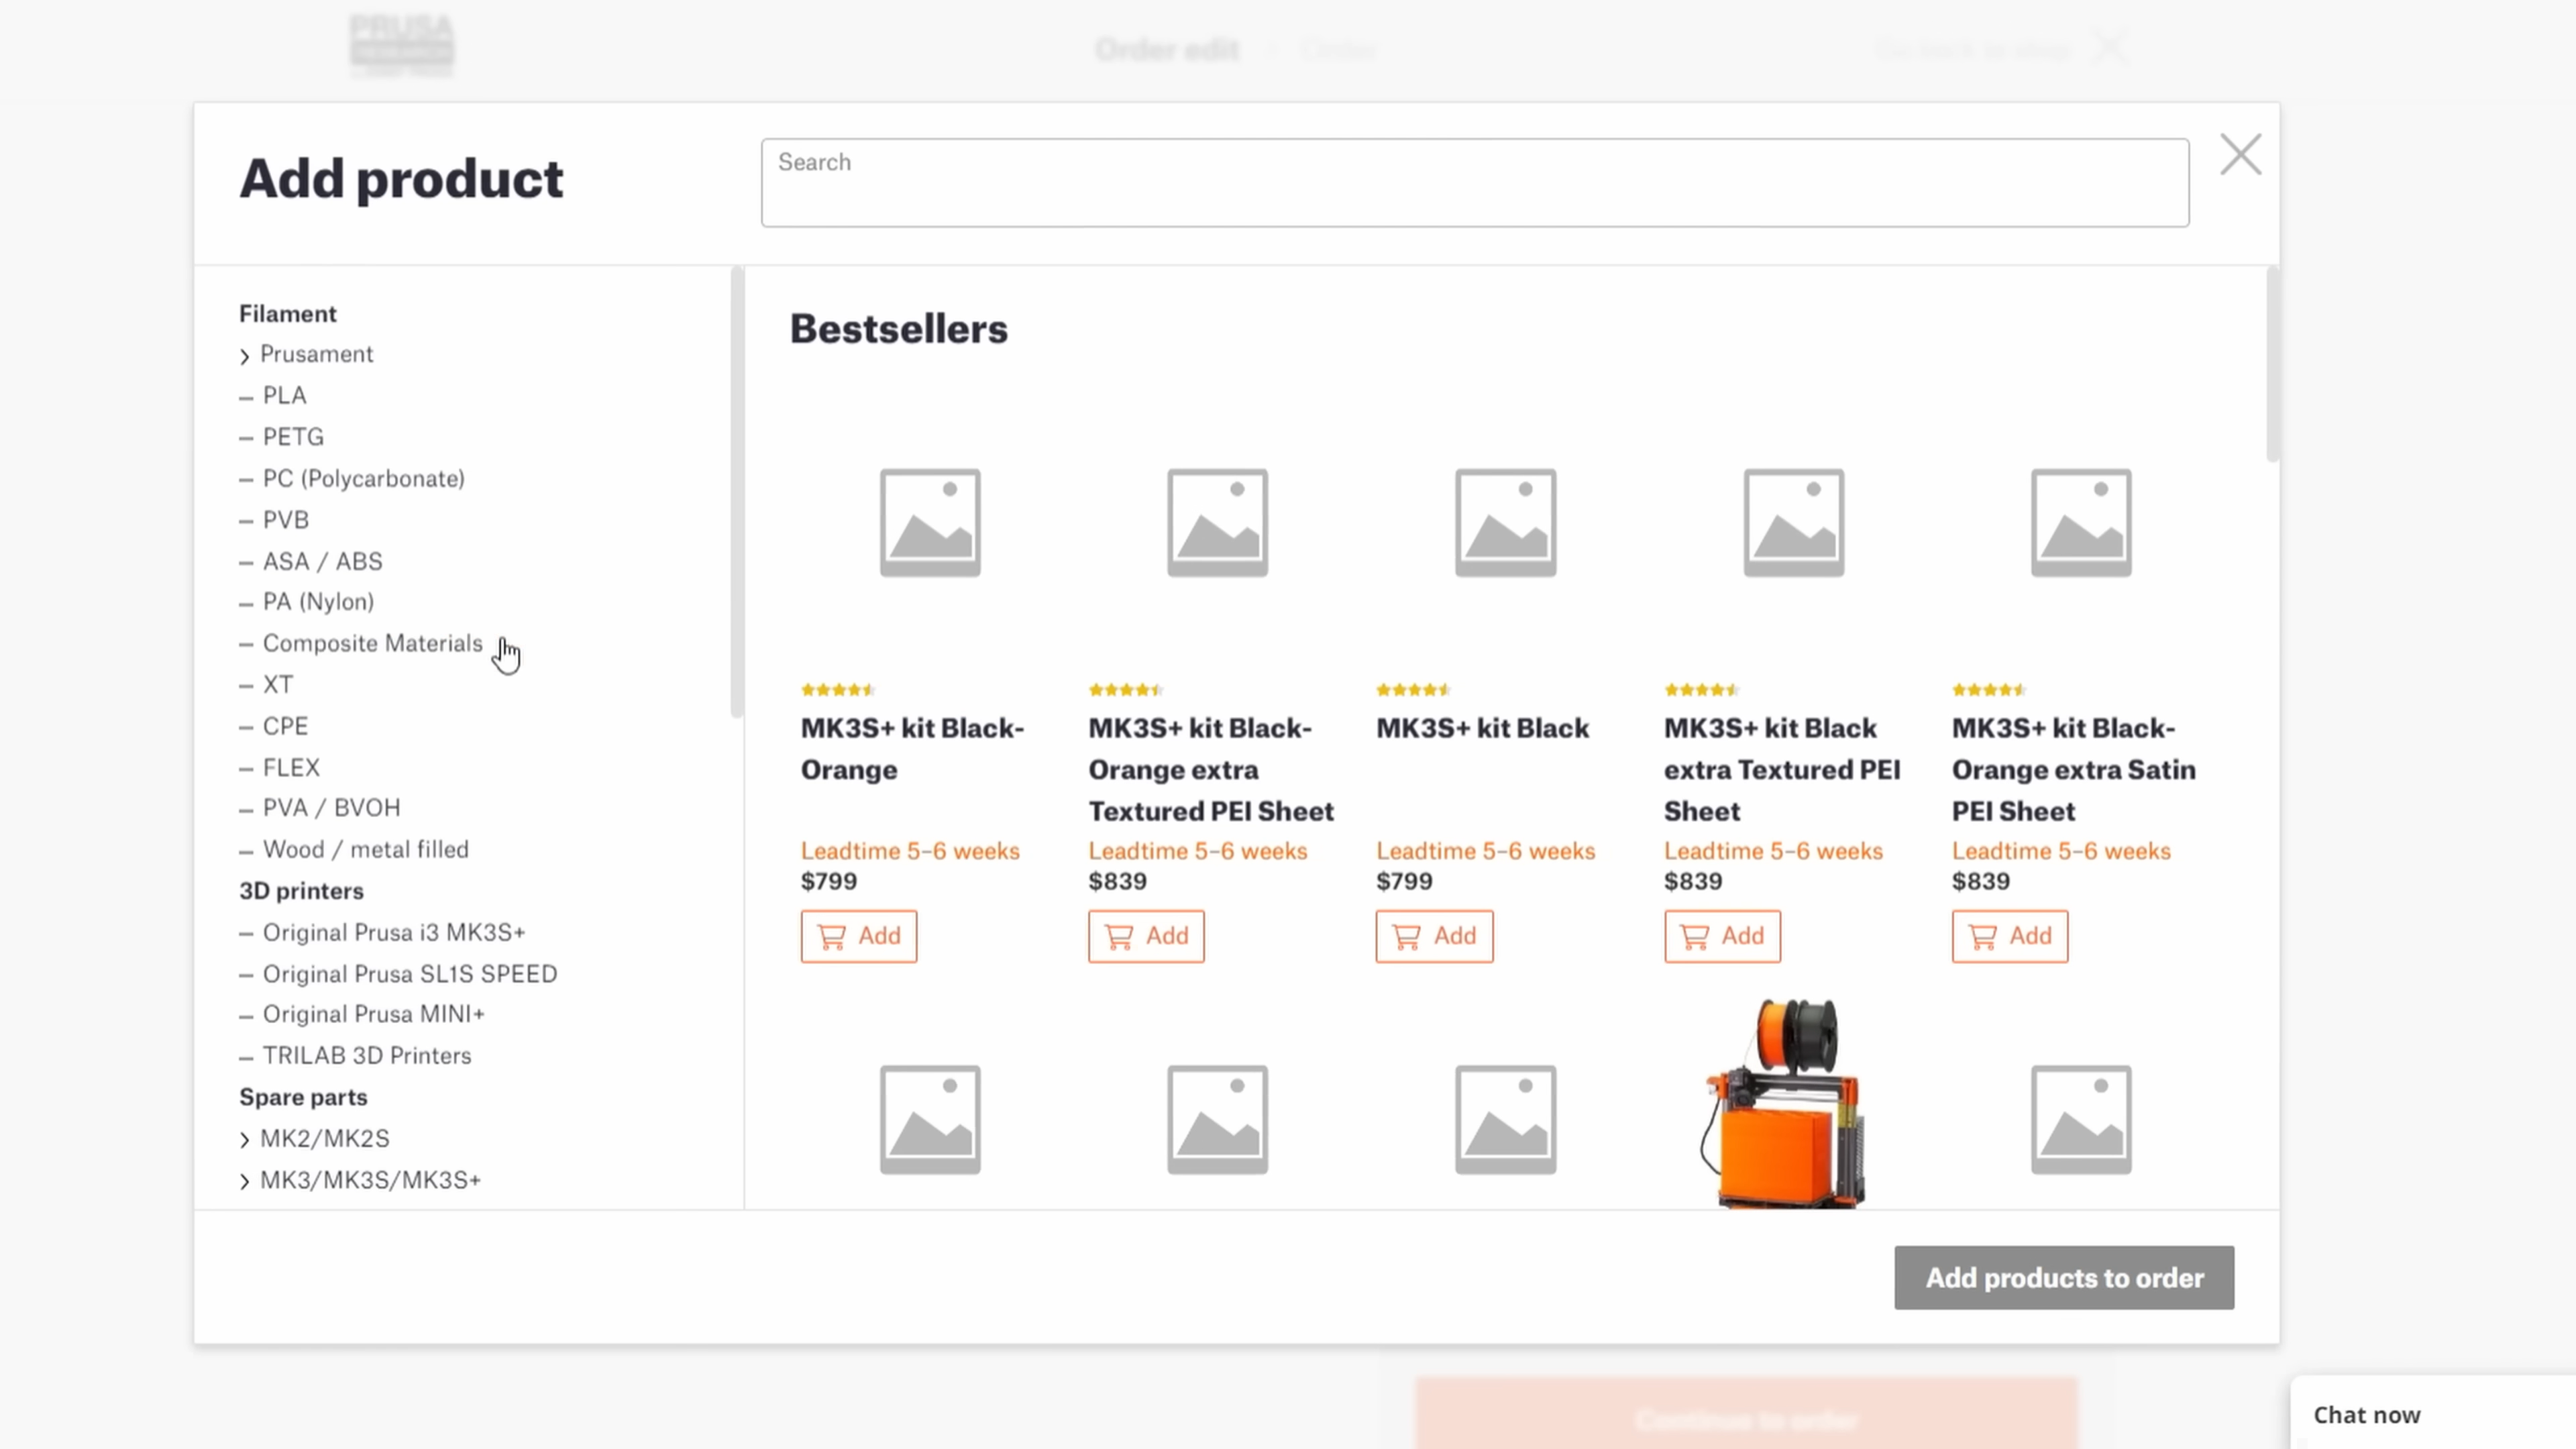 PRUSA
Order edit
Add product
Search
Filament
Prusament
PLA
PETG
PC (Polycarbonate)
PVB
ASA / ABS
PA (Nylon)
Composite Materials
XT
CPE
FLEX
PVA / BVOH
Wood / metal filled
3D printers
Original Prusa i3 MK3S+
Original Prusa SL1S SPEED
Original Prusa MINI+
TRILAB 3D Printers
Spare parts
MK2/MK2S
MK3/MK3S/MK3S+
Bestsellers
MK3S+ kit Black-
Orange
Leadtime 5–6 weeks
$799
Add
MK3S+ kit Black-
Orange extra
Textured PEI Sheet
Leadtime 5–6 weeks
$839
Add
MK3S+ kit Black
Leadtime 5–6 weeks
$799
Add
MK3S+ kit Black
extra Textured PEI
Sheet
Leadtime 5–6 weeks
$839
Add
MK3S+ kit Black-
Orange extra Satin
PEI Sheet
Leadtime 5–6 weeks
$839
Add
Add products to order
Continue to order
Chat now